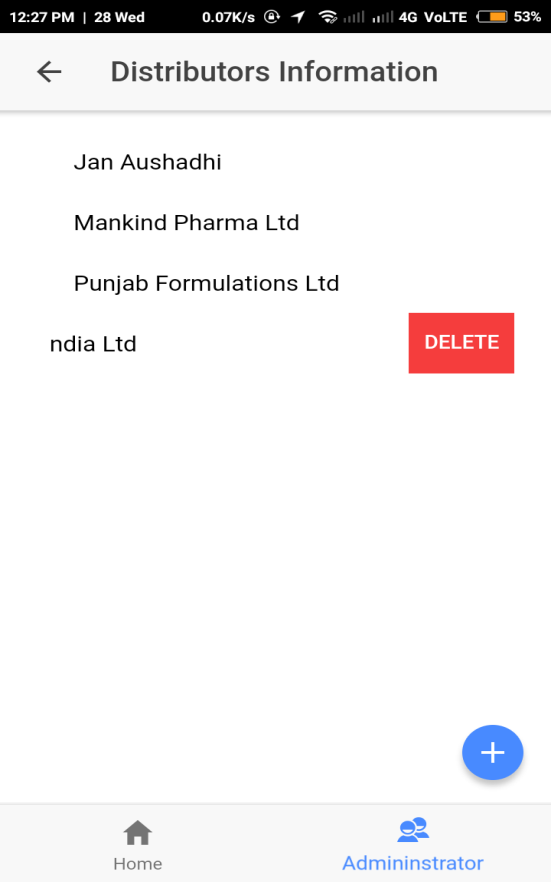 12:27 PM | 28 Wed 0.07K/s 4G VoLTE 53%
Distributors Information
Jan Aushadhi
Mankind Pharma Ltd
Punjab Formulations Ltd
ndia Ltd DELETE
Home Admininstrator